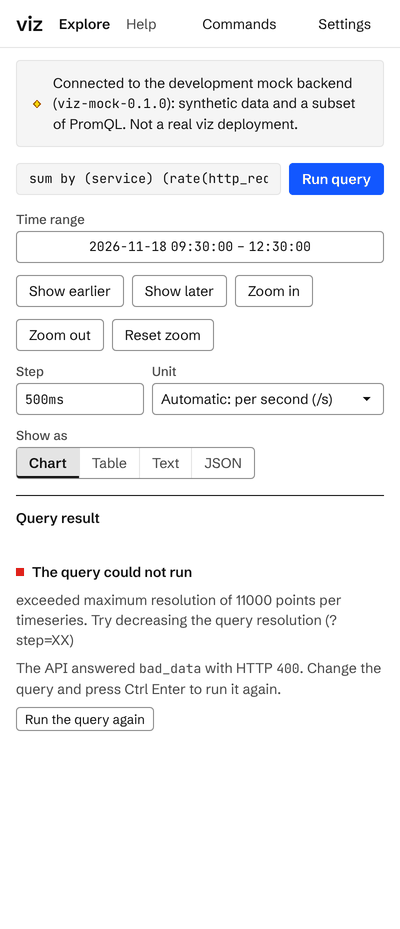 viz Explore Help Commands Settings
Connected to the development mock backend
(viz-mock-0.1.0): synthetic data and a subset
of PromQL. Not a real viz deployment.
sum by (service) (rate(http_rec
Run query
Time range
2026-11-18 09:30:00 – 12:30:00
Show earlier Show later Zoom in
Zoom out Reset zoom
Step Unit
500ms Automatic: per second (/s)
Show as
Chart Table Text JSON
Query result
The query could not run
exceeded maximum resolution of 11000 points per
timeseries. Try decreasing the query resolution (?
step=XX)
The API answered bad_data with HTTP 400. Change the
query and press Ctrl Enter to run it again.
Run the query again